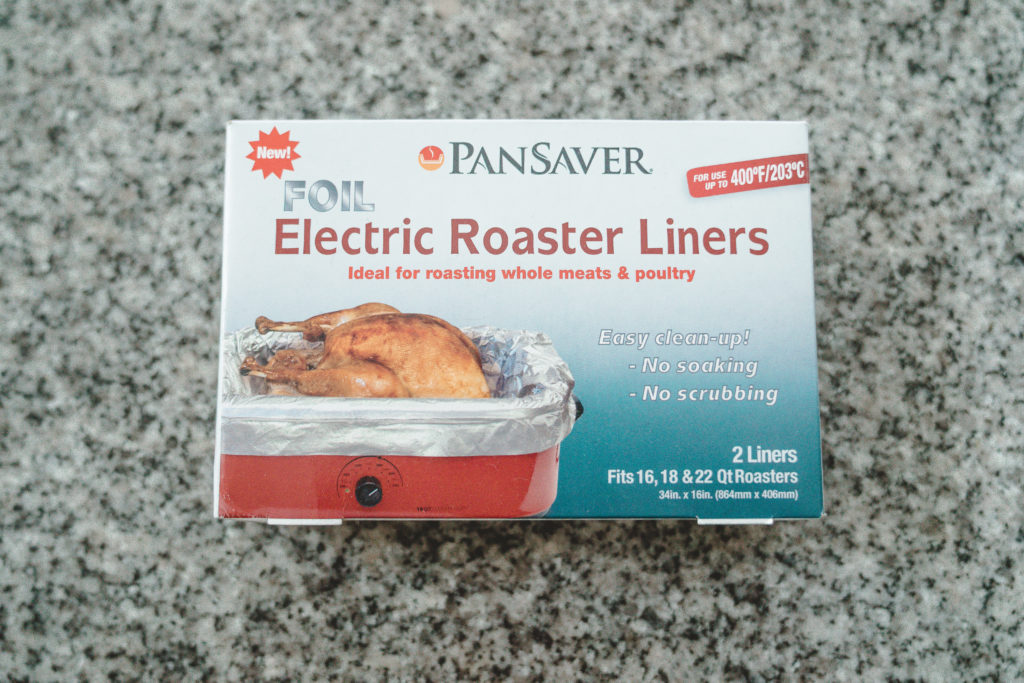 New!
PANSAVER
FOR USE UP TO 400°F/203°C
FOIL
Electric Roaster Liners
Ideal for roasting whole meats & poultry
Easy clean-up!
- No soaking
- No scrubbing
2 Liners
Fits 16, 18 & 22 Qt Roasters
34in. x 16in. (864mm x 406mm)